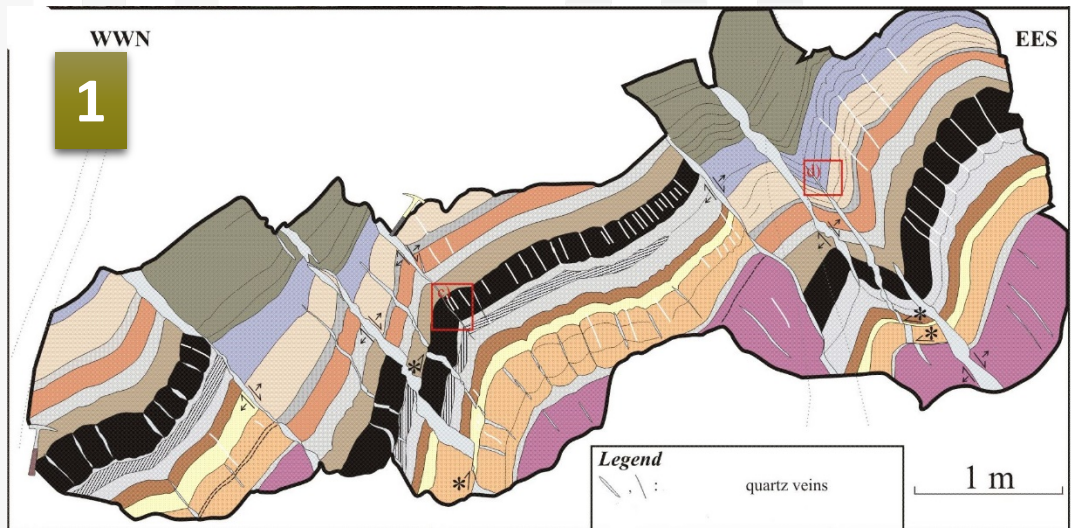 WWN
EES
1
d)
c)
*
*
*
*
Legend
, : quartz veins
1 m